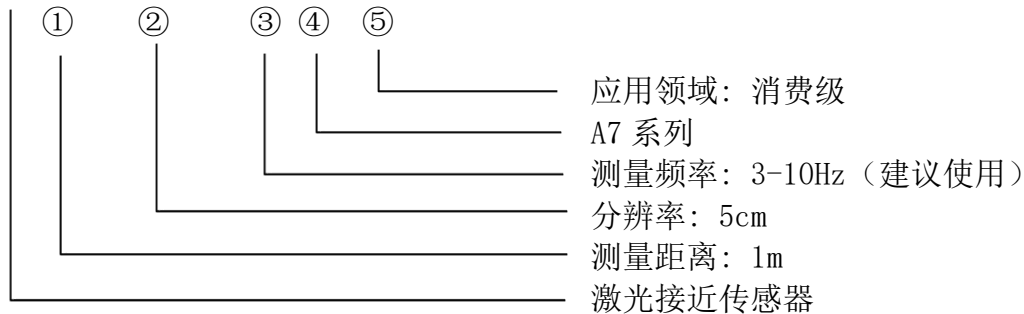 ① ② ③ ④ ⑤
应用领域: 消费级
A7 系列
测量频率: 3-10Hz（建议使用）
分辨率: 5cm
测量距离: 1m
激光接近传感器